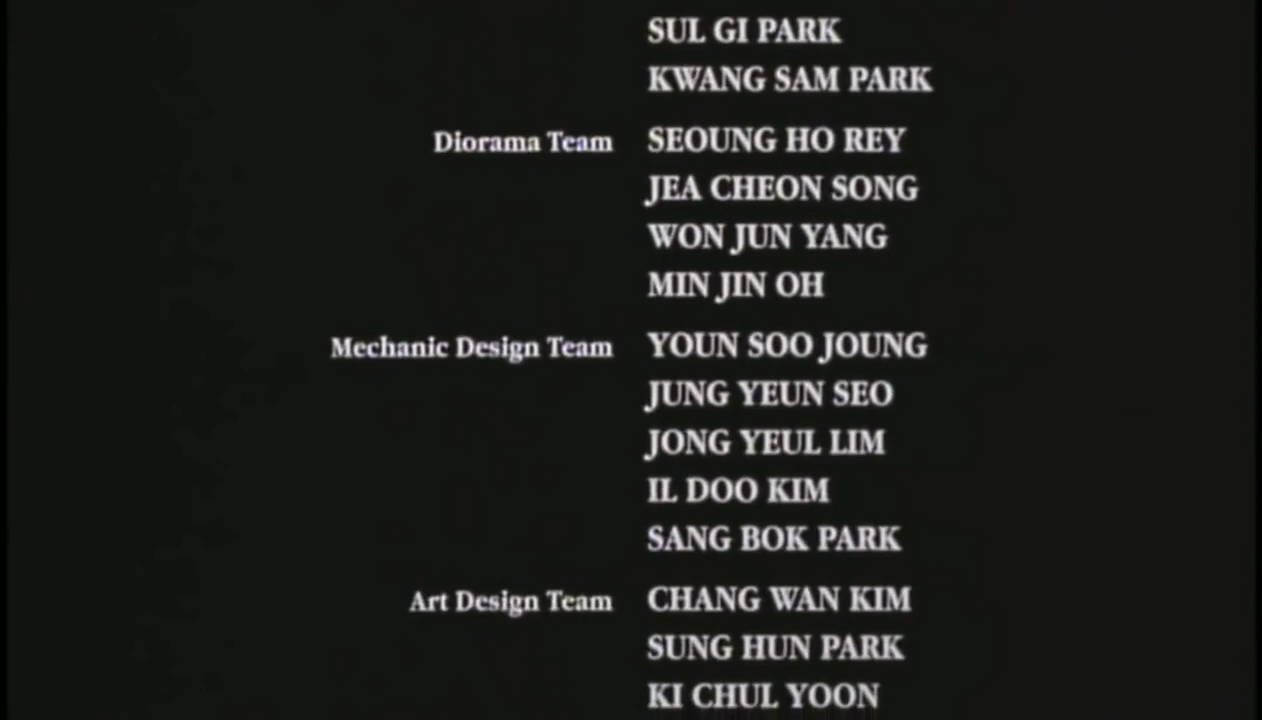 SUL GI PARK
KWANG SAM PARK
Diorama Team SEOUNG HO REY
JEA CHEON SONG
WON JUN YANG
MIN JIN OH
Mechanic Design Team YOUN SOO JOUNG
JUNG YEUN SEO
JONG YEUL LIM
IL DOO KIM
SANG BOK PARK
Art Design Team CHANG WAN KIM
SUNG HUN PARK
KI CHUL YOON